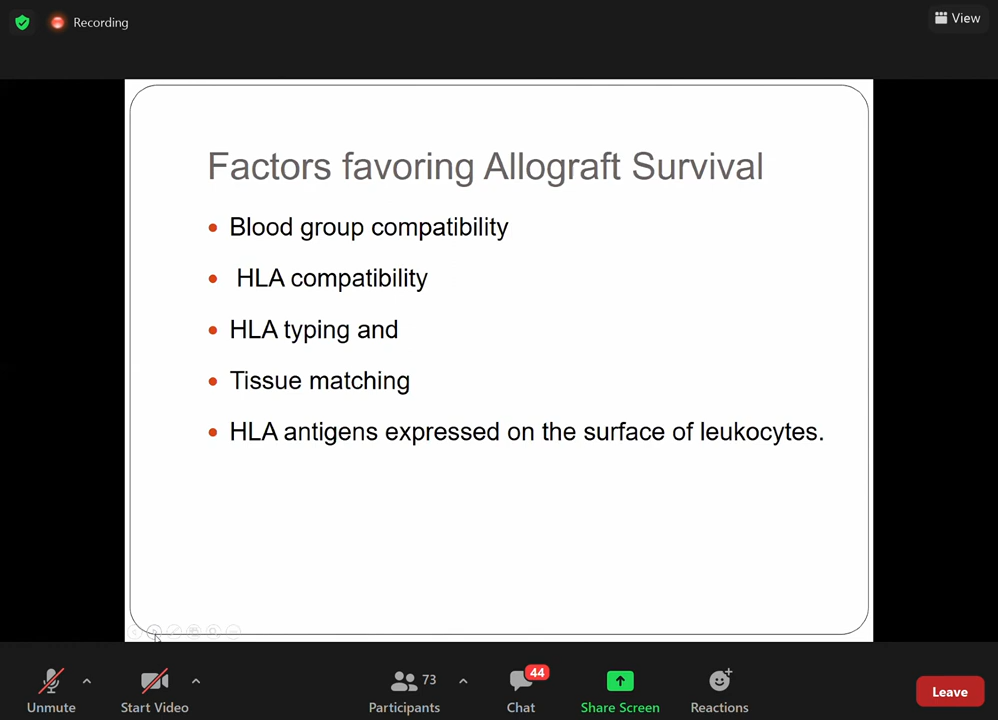 Recording
View
Factors favoring Allograft Survival
• Blood group compatibility
• HLA compatibility
• HLA typing and
• Tissue matching
• HLA antigens expressed on the surface of leukocytes.
Unmute
Start Video
73
Participants
44
Chat
Share Screen
Reactions
Leave